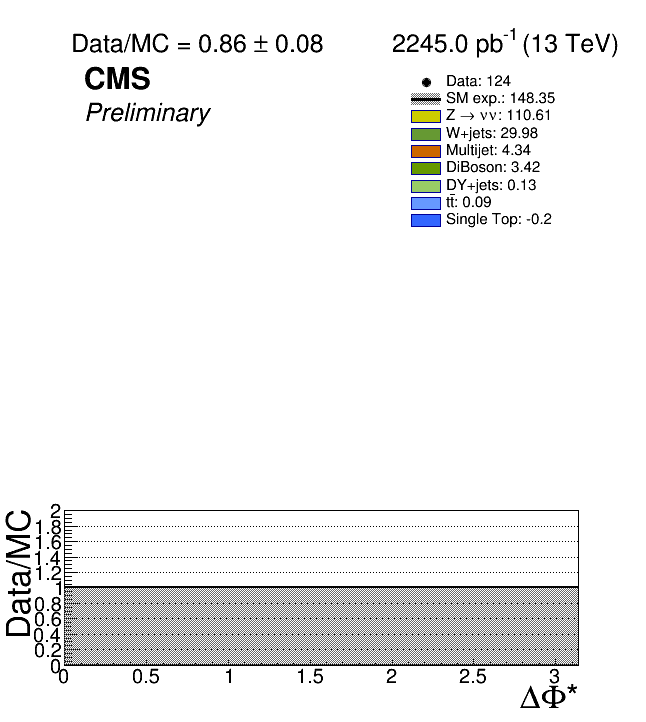 Data/MC = 0.86 ± 0.08
2245.0 pb-1 (13 TeV)
CMS
Preliminary
Data: 124
SM exp.: 148.35
Z → νν: 110.61
W+jets: 29.98
Multijet: 4.34
DiBoson: 3.42
DY+jets: 0.13
tt̄: 0.09
Single Top: -0.2
Data/MC
2
1.8
1.6
1.4
1.2
1
0.8
0.6
0.4
0.2
0
0 0.5 1 1.5 2 2.5 3
ΔΦ*